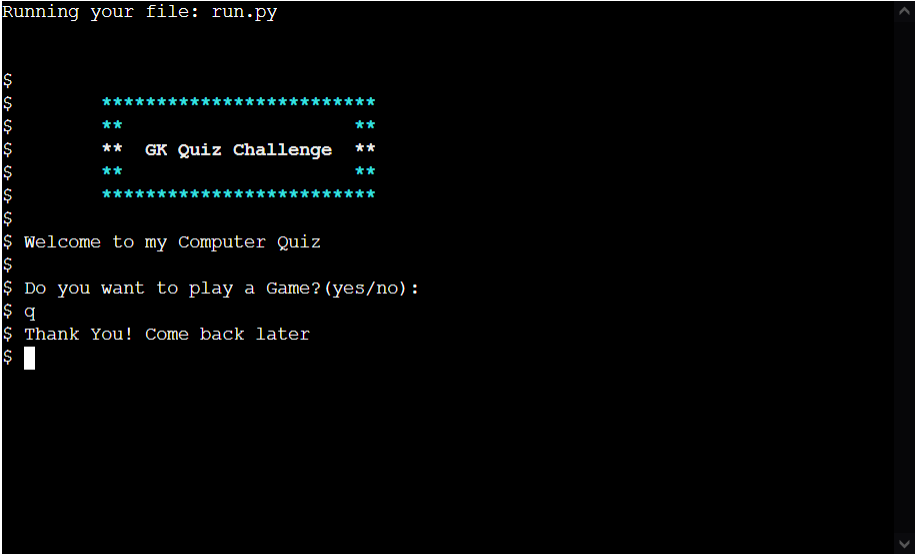 Running your file: run.py
$
$ *************************
$ ** **
$ ** GK Quiz Challenge **
$ ** **
$ *************************
$
$ Welcome to my Computer Quiz
$
$ Do you want to play a Game?(yes/no):
$ q
$ Thank You! Come back later
$